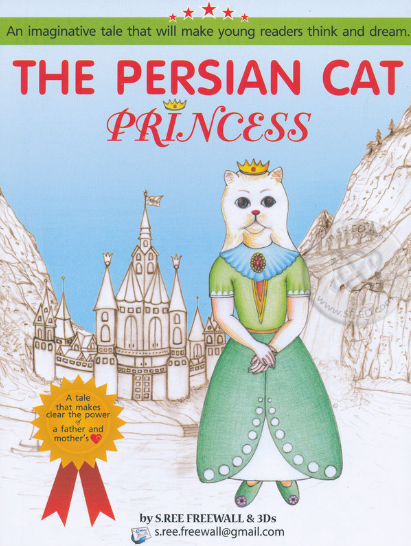 An imaginative tale that will make young readers think and dream.
THE PERSIAN CAT
PRINCESS
A tale
that makes
clear the power
of
a father and
mother's
by S.REE FREEWALL & 3Ds
s.ree.freewall@gmail.com